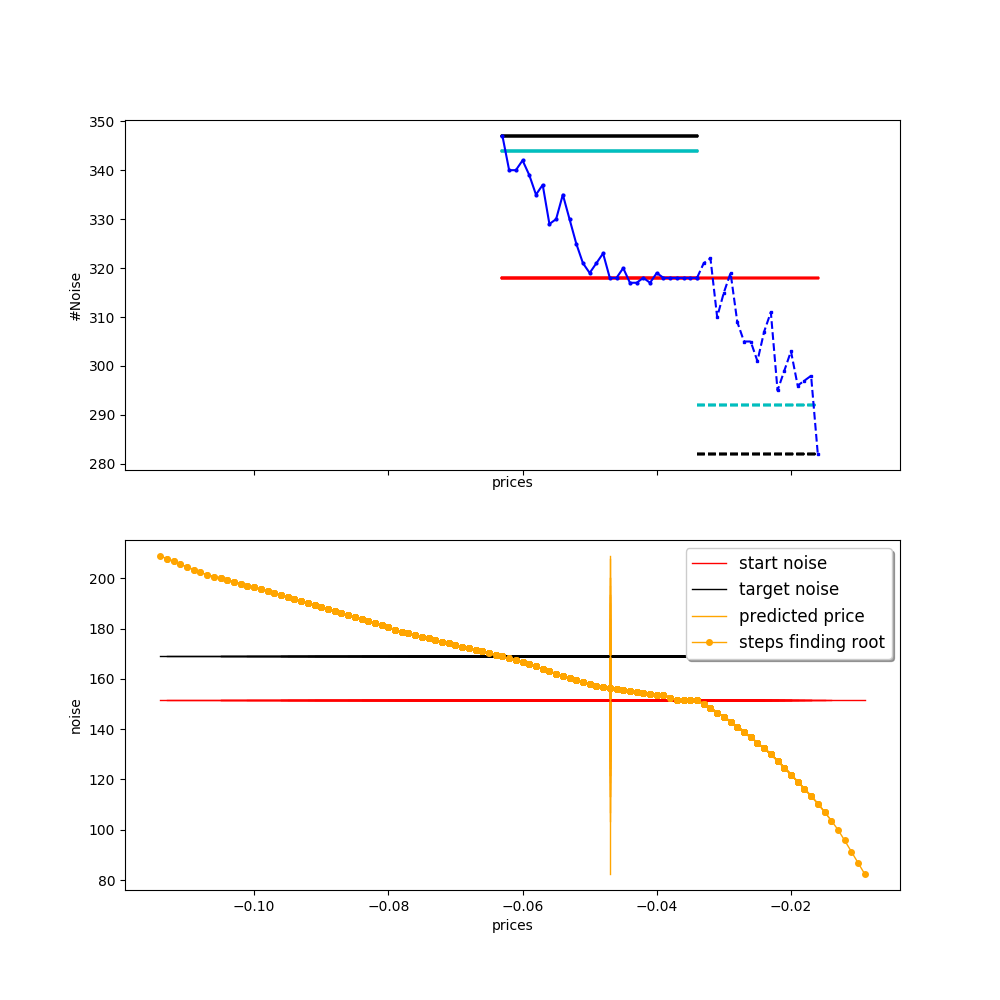 350
340
330
320
310
300
290
280
#Noise
prices
200
180
160
140
120
100
80
noise
start noise
target noise
predicted price
steps finding root
−0.10
−0.08
−0.06
−0.04
−0.02
prices